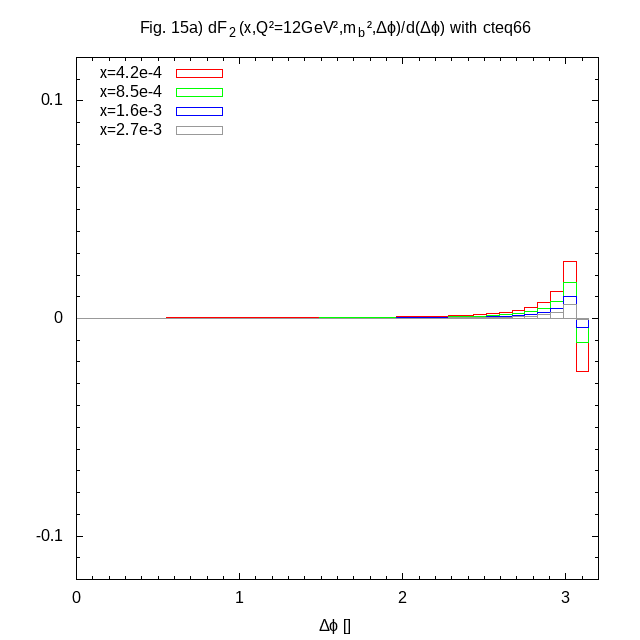 Fig. 15a) dF2(x,Q²=12GeV²,mb²,Δϕ)/d(Δϕ) with cteq66
x=4.2e-4
x=8.5e-4
x=1.6e-3
x=2.7e-3
0.1
0
-0.1
0 1 2 3
Δϕ []